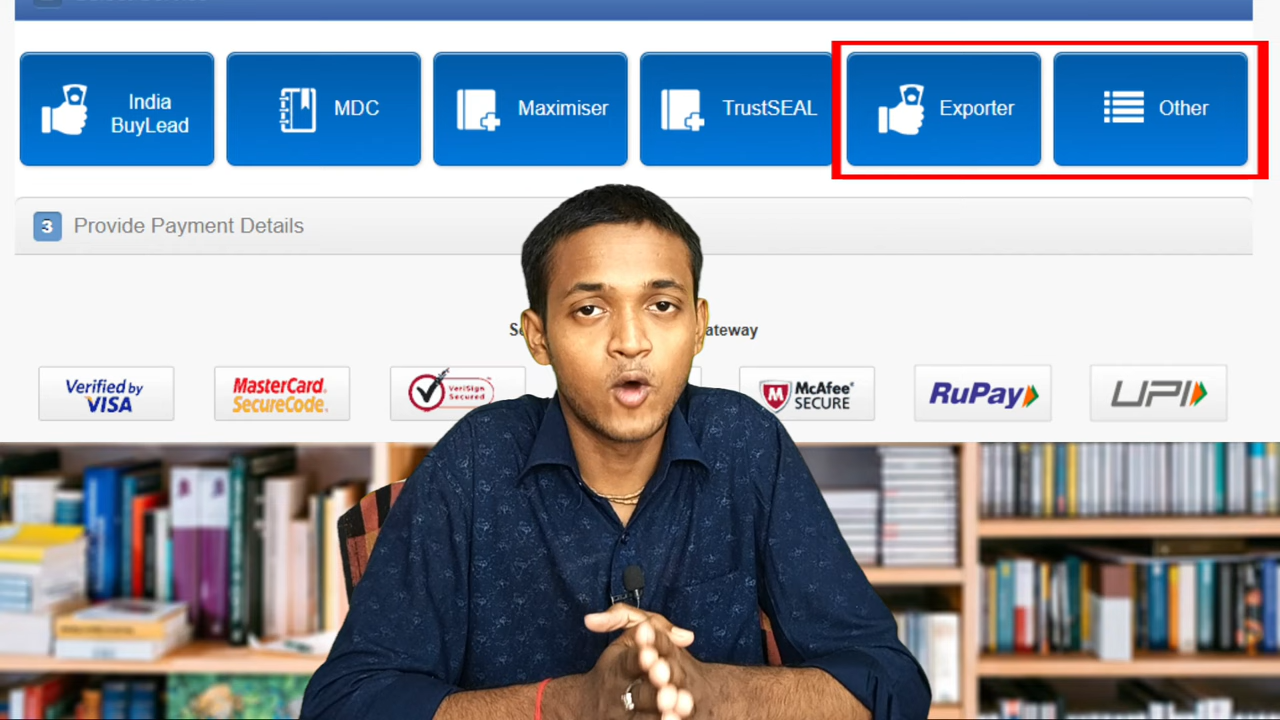 India
BuyLead
MDC
Maximiser
TrustSEAL
Exporter
Other
3 Provide Payment Details
Verified by
VISA
MasterCard.
SecureCode.
VeriSign
Secured
McAfee®
SECURE
RuPay
UPI